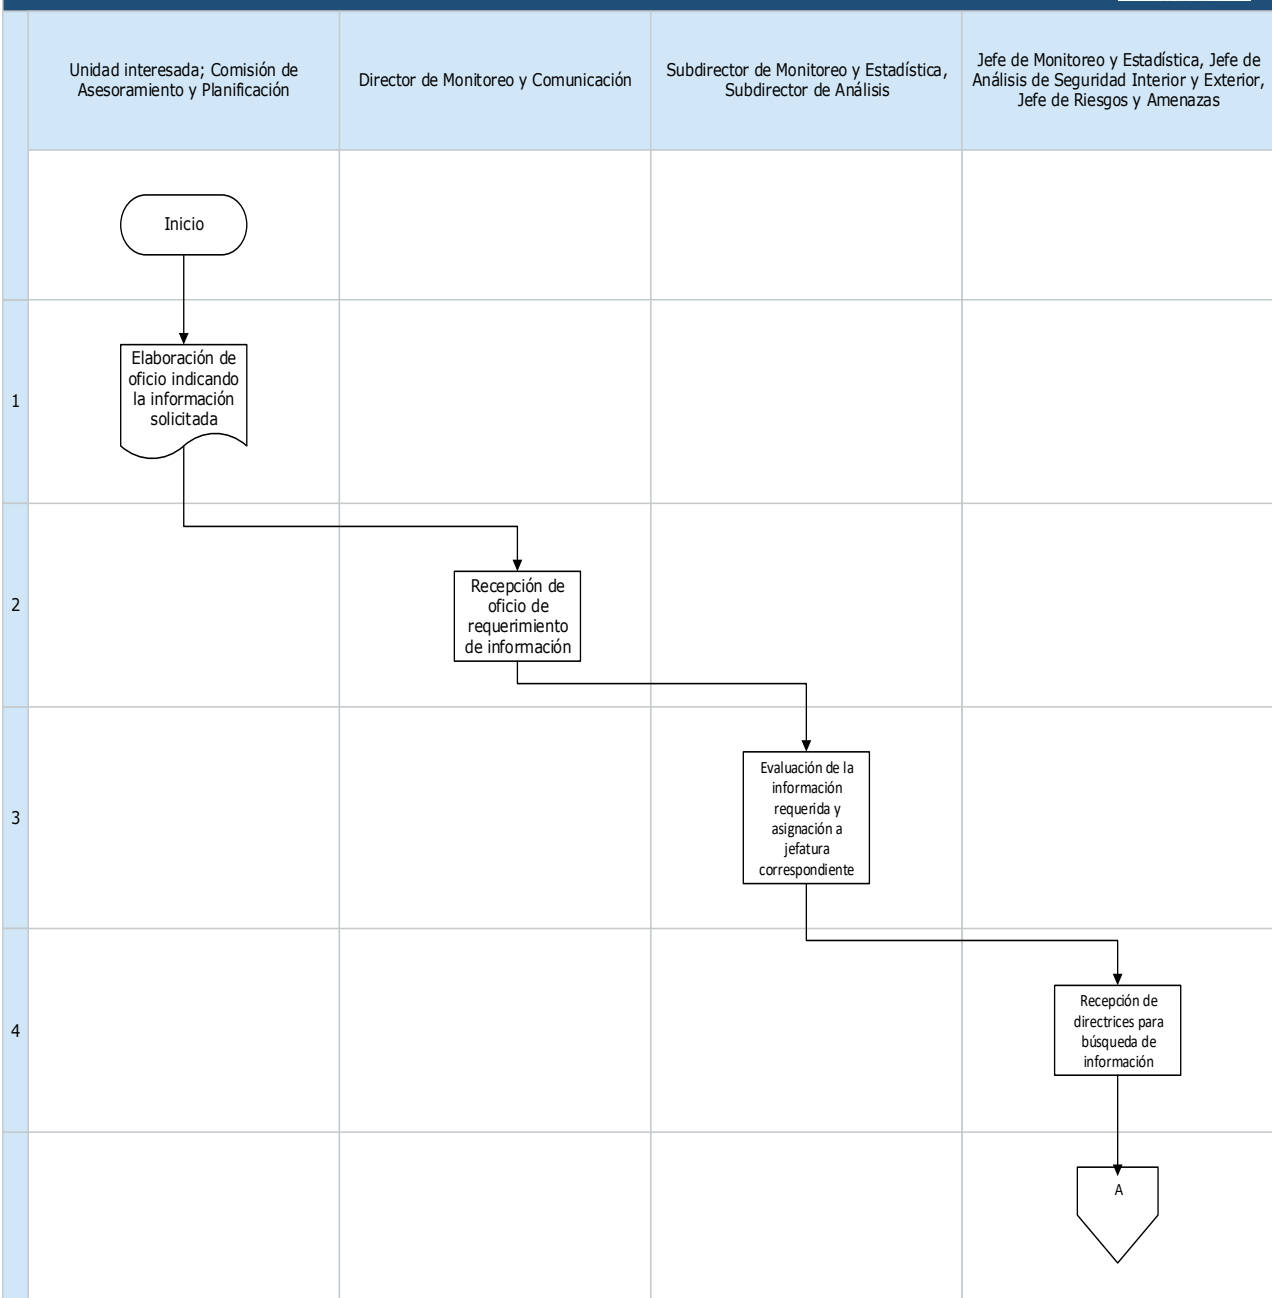 Unidad interesada; Comisión de
Asesoramiento y Planificación
Director de Monitoreo y Comunicación
Subdirector de Monitoreo y Estadística,
Subdirector de Análisis
Jefe de Monitoreo y Estadística, Jefe de
Análisis de Seguridad Interior y Exterior,
Jefe de Riesgos y Amenazas
Inicio
1
Elaboración de
oficio indicando
la información
solicitada
2
Recepción de
oficio de
requerimiento
de información
3
Evaluación de la
información
requerida y
asignación a
jefatura
correspondiente
4
Recepción de
directrices para
búsqueda de
información
A